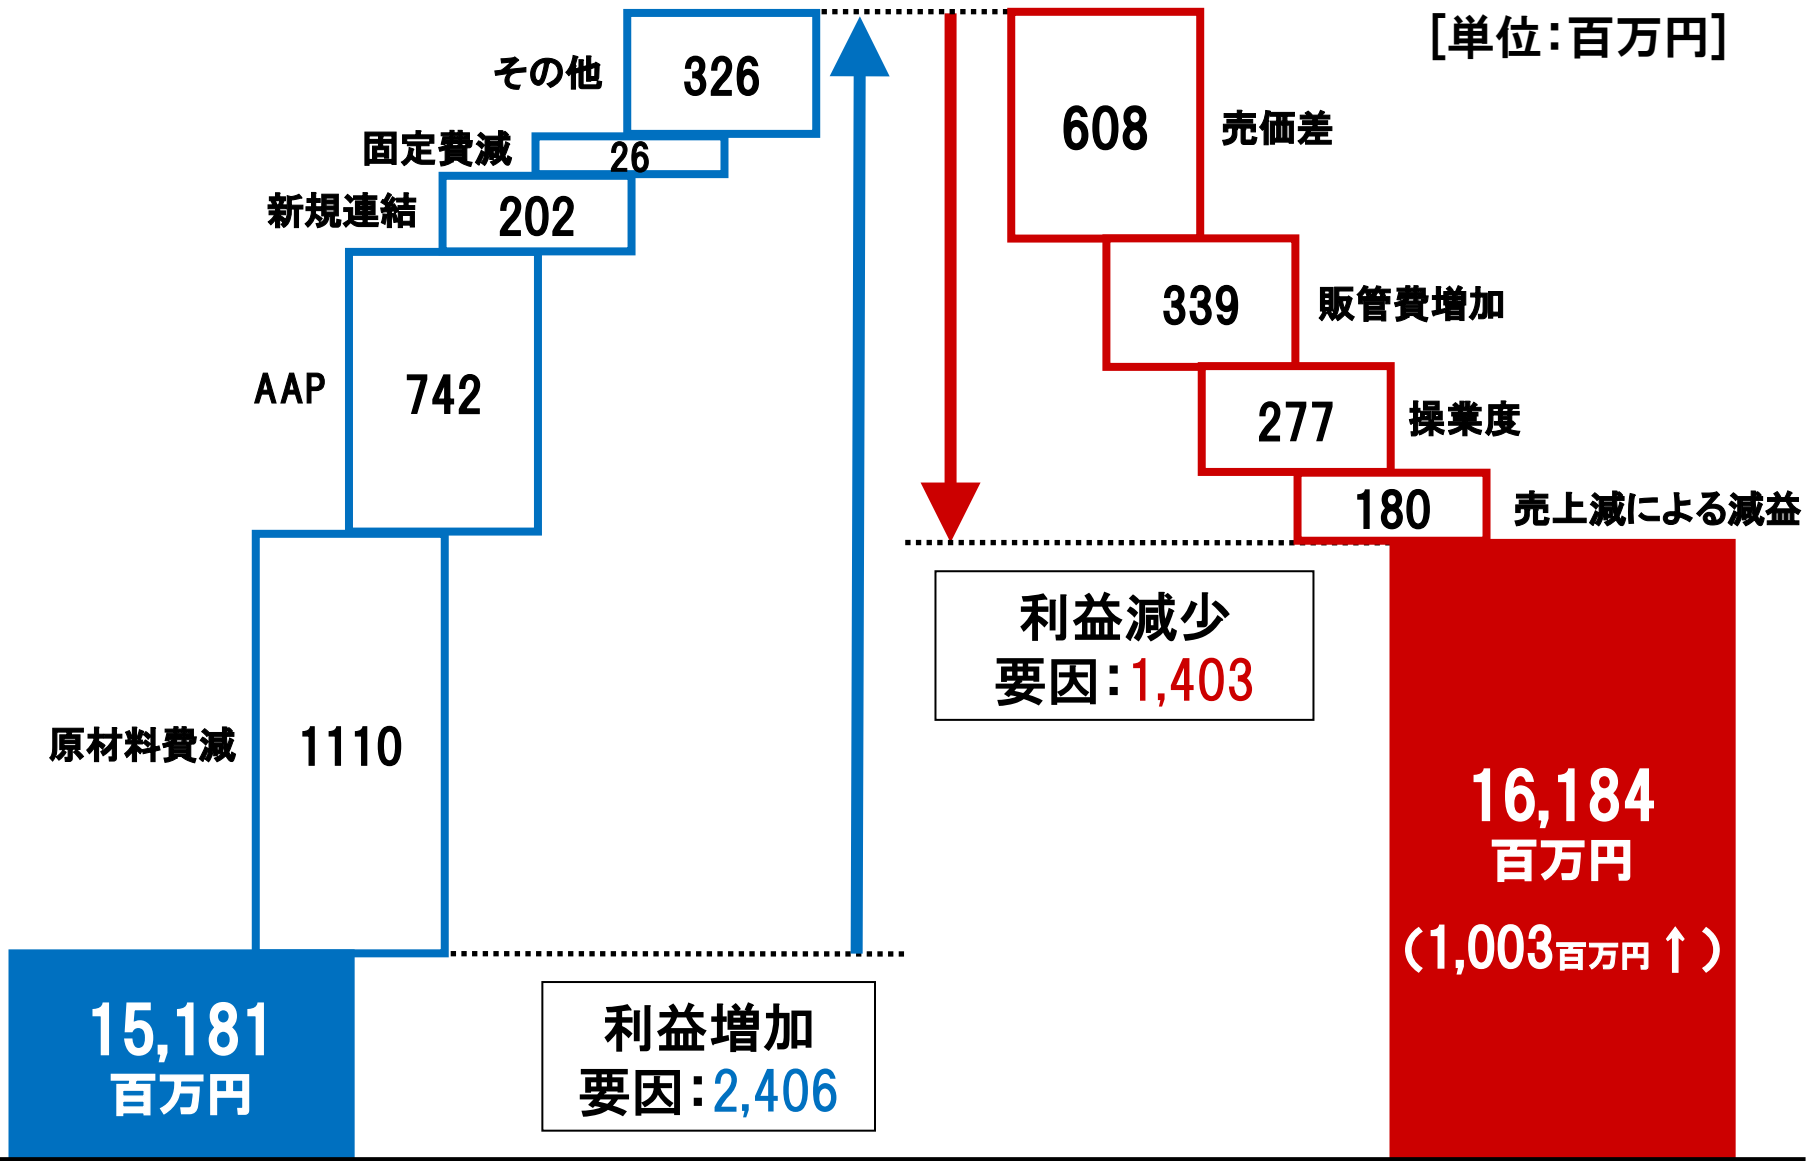 [単位：百万円]
その他
326
固定費減
26
新規連結
202
AAP
742
原材料費減
1110
15,181
百万円
利益増加
要因：2,406
608
売価差
339
販管費増加
277
操業度
180
売上減による減益
利益減少
要因：1,403
16,184
百万円
(1,003百万円↑)